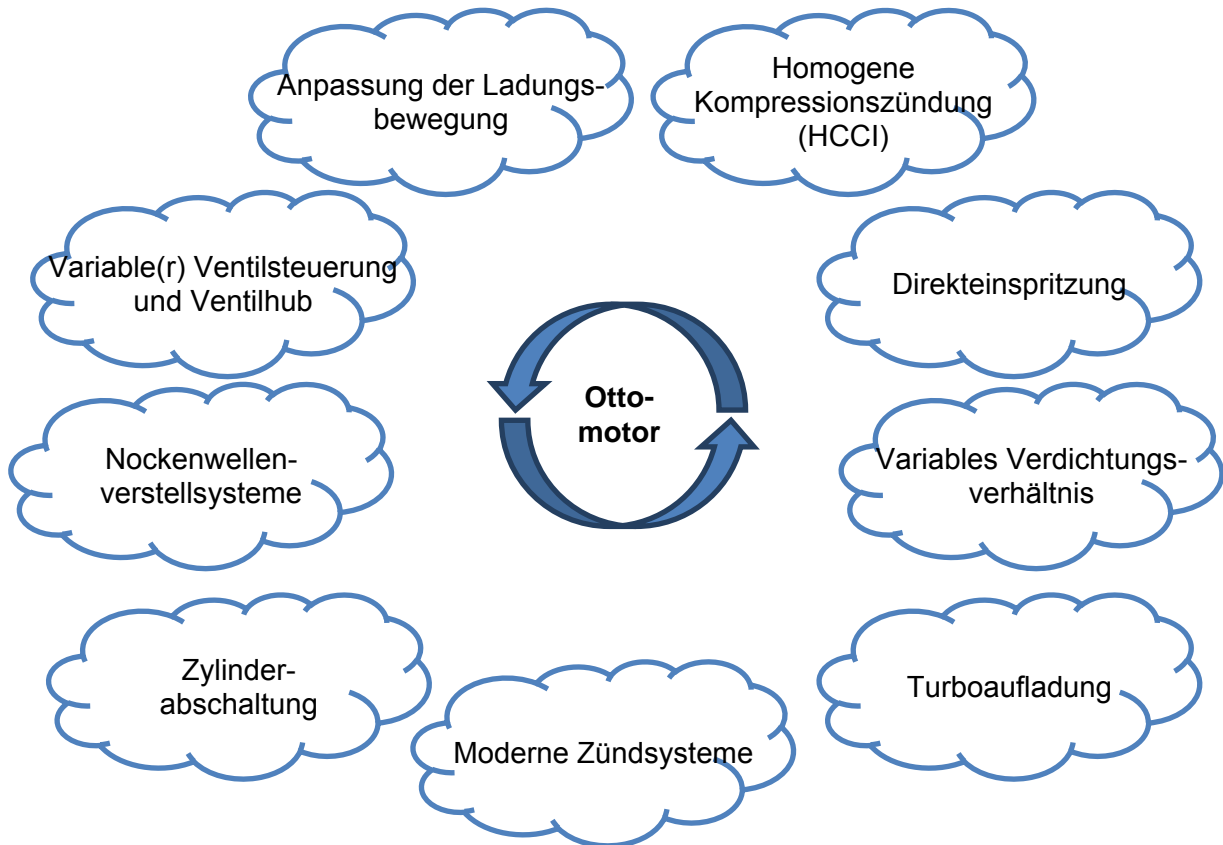 Anpassung der Ladungs-
bewegung
Homogene
Kompressionszündung
(HCCI)
Variable(r) Ventilsteuerung
und Ventilhub
Direkteinspritzung
Otto-
motor
Nockenwellen-
verstellsysteme
Variables Verdichtungs-
verhältnis
Zylinder-
abschaltung
Turboaufladung
Moderne Zündsysteme